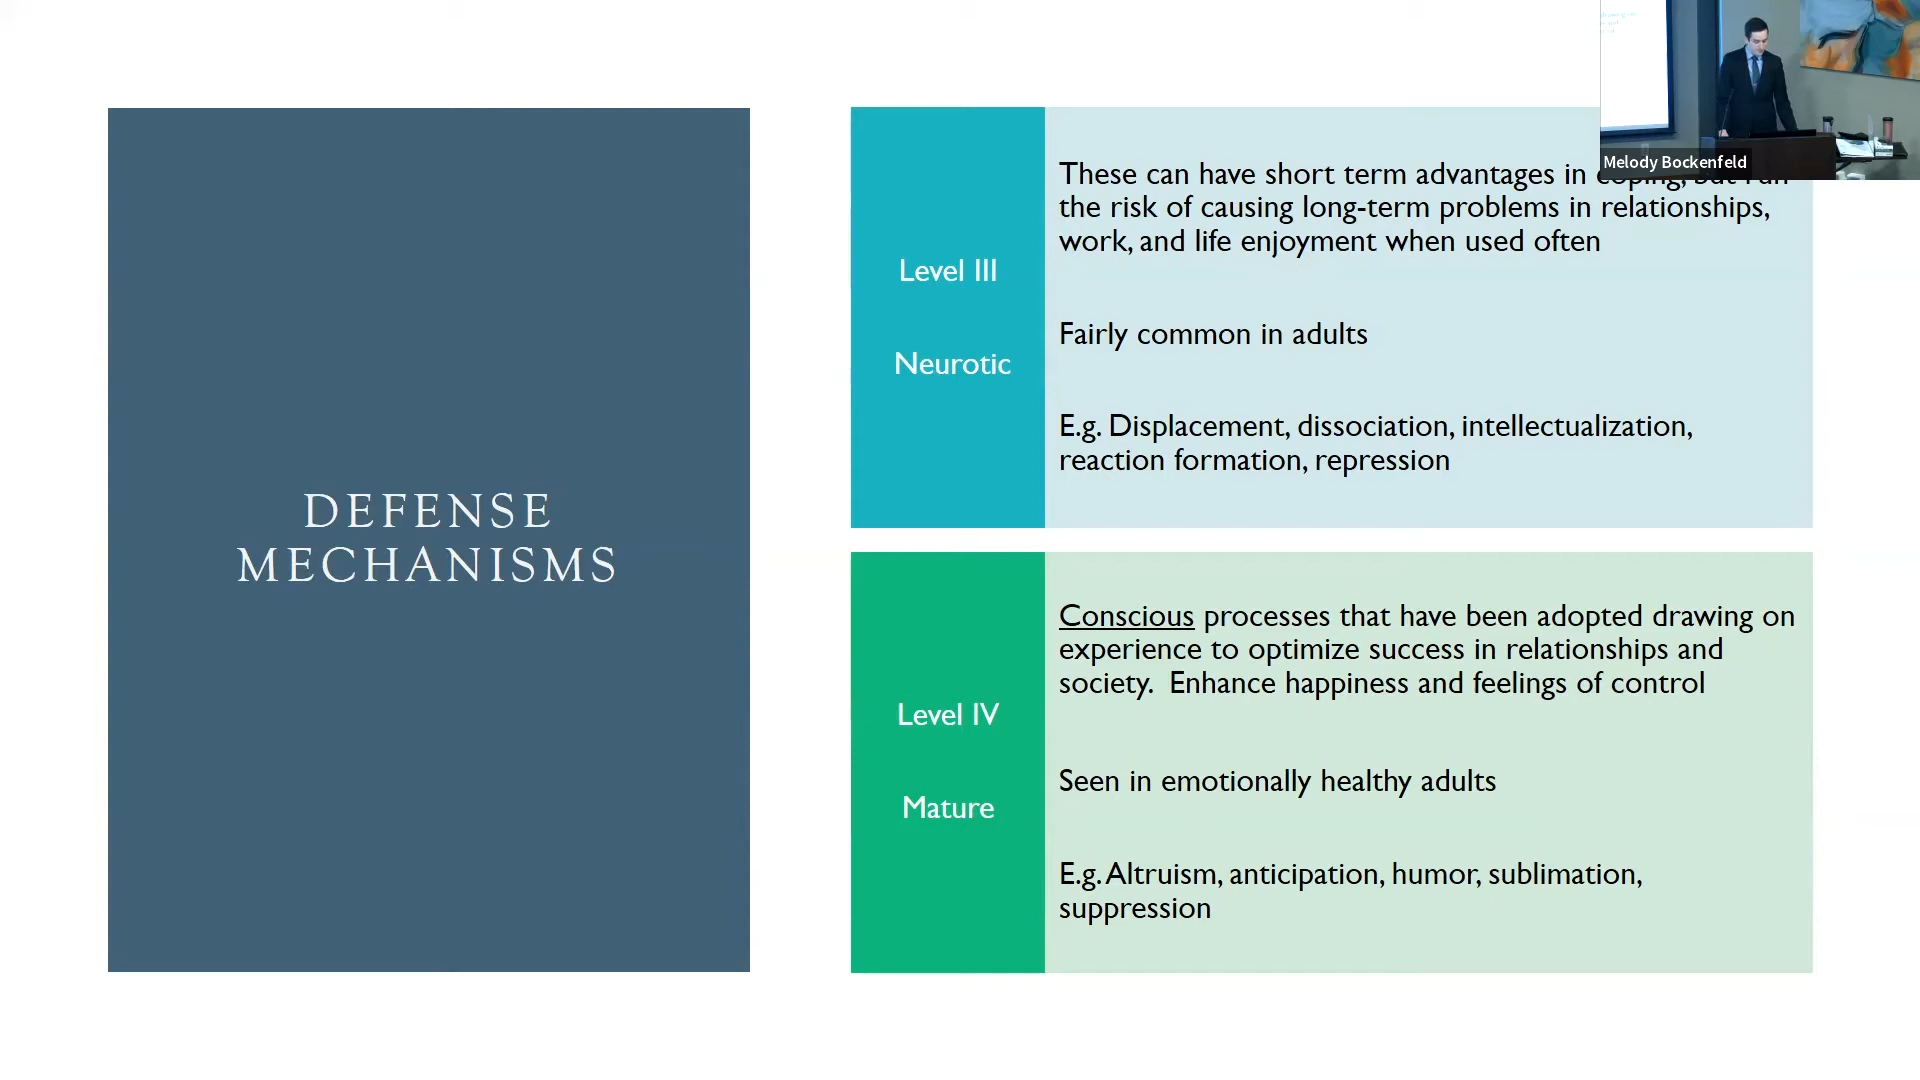 DEFENSE
MECHANISMS
Level III
Neurotic
These can have short term advantages in coping, but run
the risk of causing long-term problems in relationships,
work, and life enjoyment when used often
Fairly common in adults
E.g. Displacement, dissociation, intellectualization,
reaction formation, repression
Level IV
Mature
Conscious processes that have been adopted drawing on
experience to optimize success in relationships and
society.  Enhance happiness and feelings of control
Seen in emotionally healthy adults
E.g. Altruism, anticipation, humor, sublimation,
suppression
Melody Bockenfeld